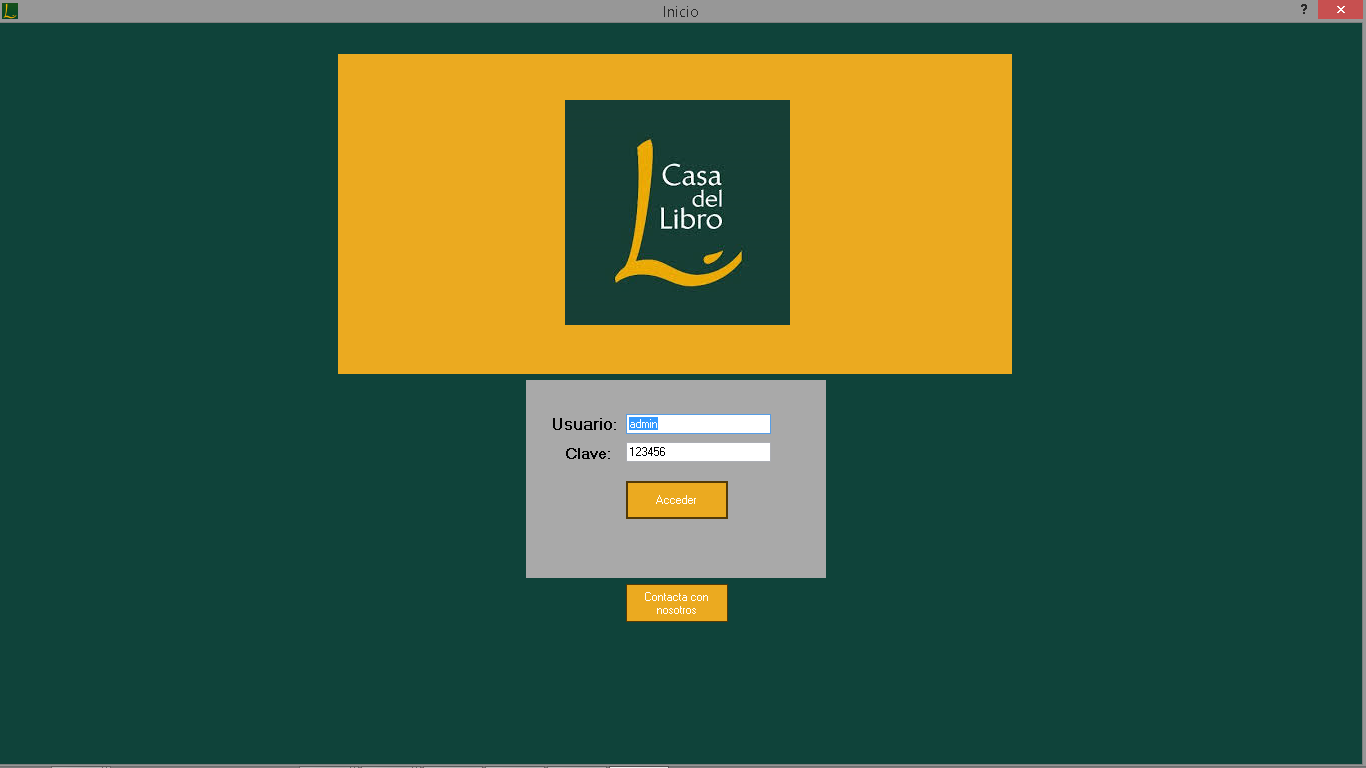 Inicio
?
Casa
del
Libro
Usuario: admin
Clave: 123456
Acceder
Contacta con
nosotros